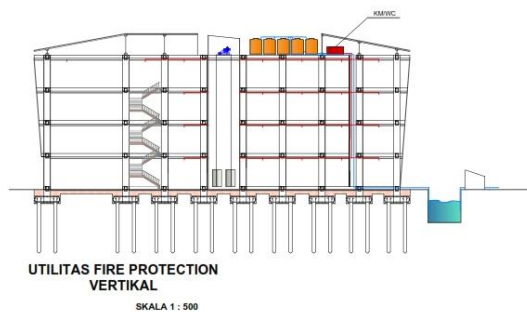 KM/WC
UTILITAS FIRE PROTECTION
VERTIKAL
SKALA 1 : 500